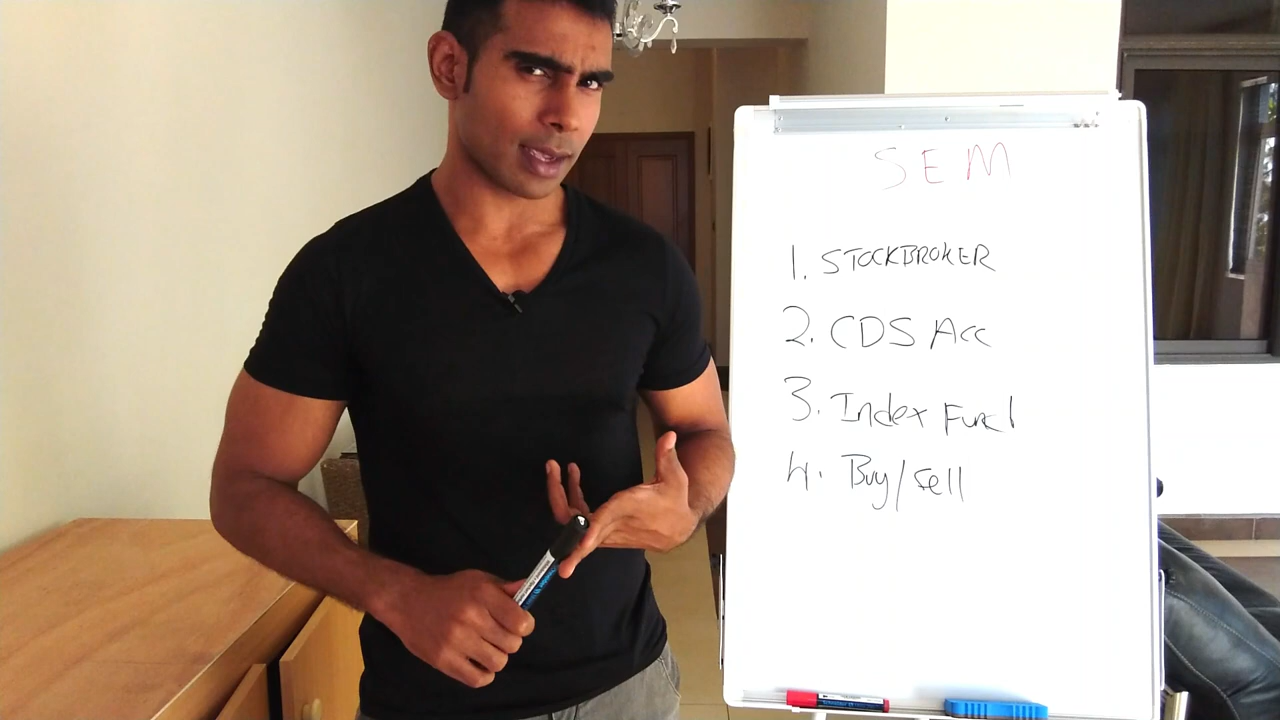 SEM
1. STOCKBROKER
2. CDS Acc
3. Index Fund
4. Buy/Sell